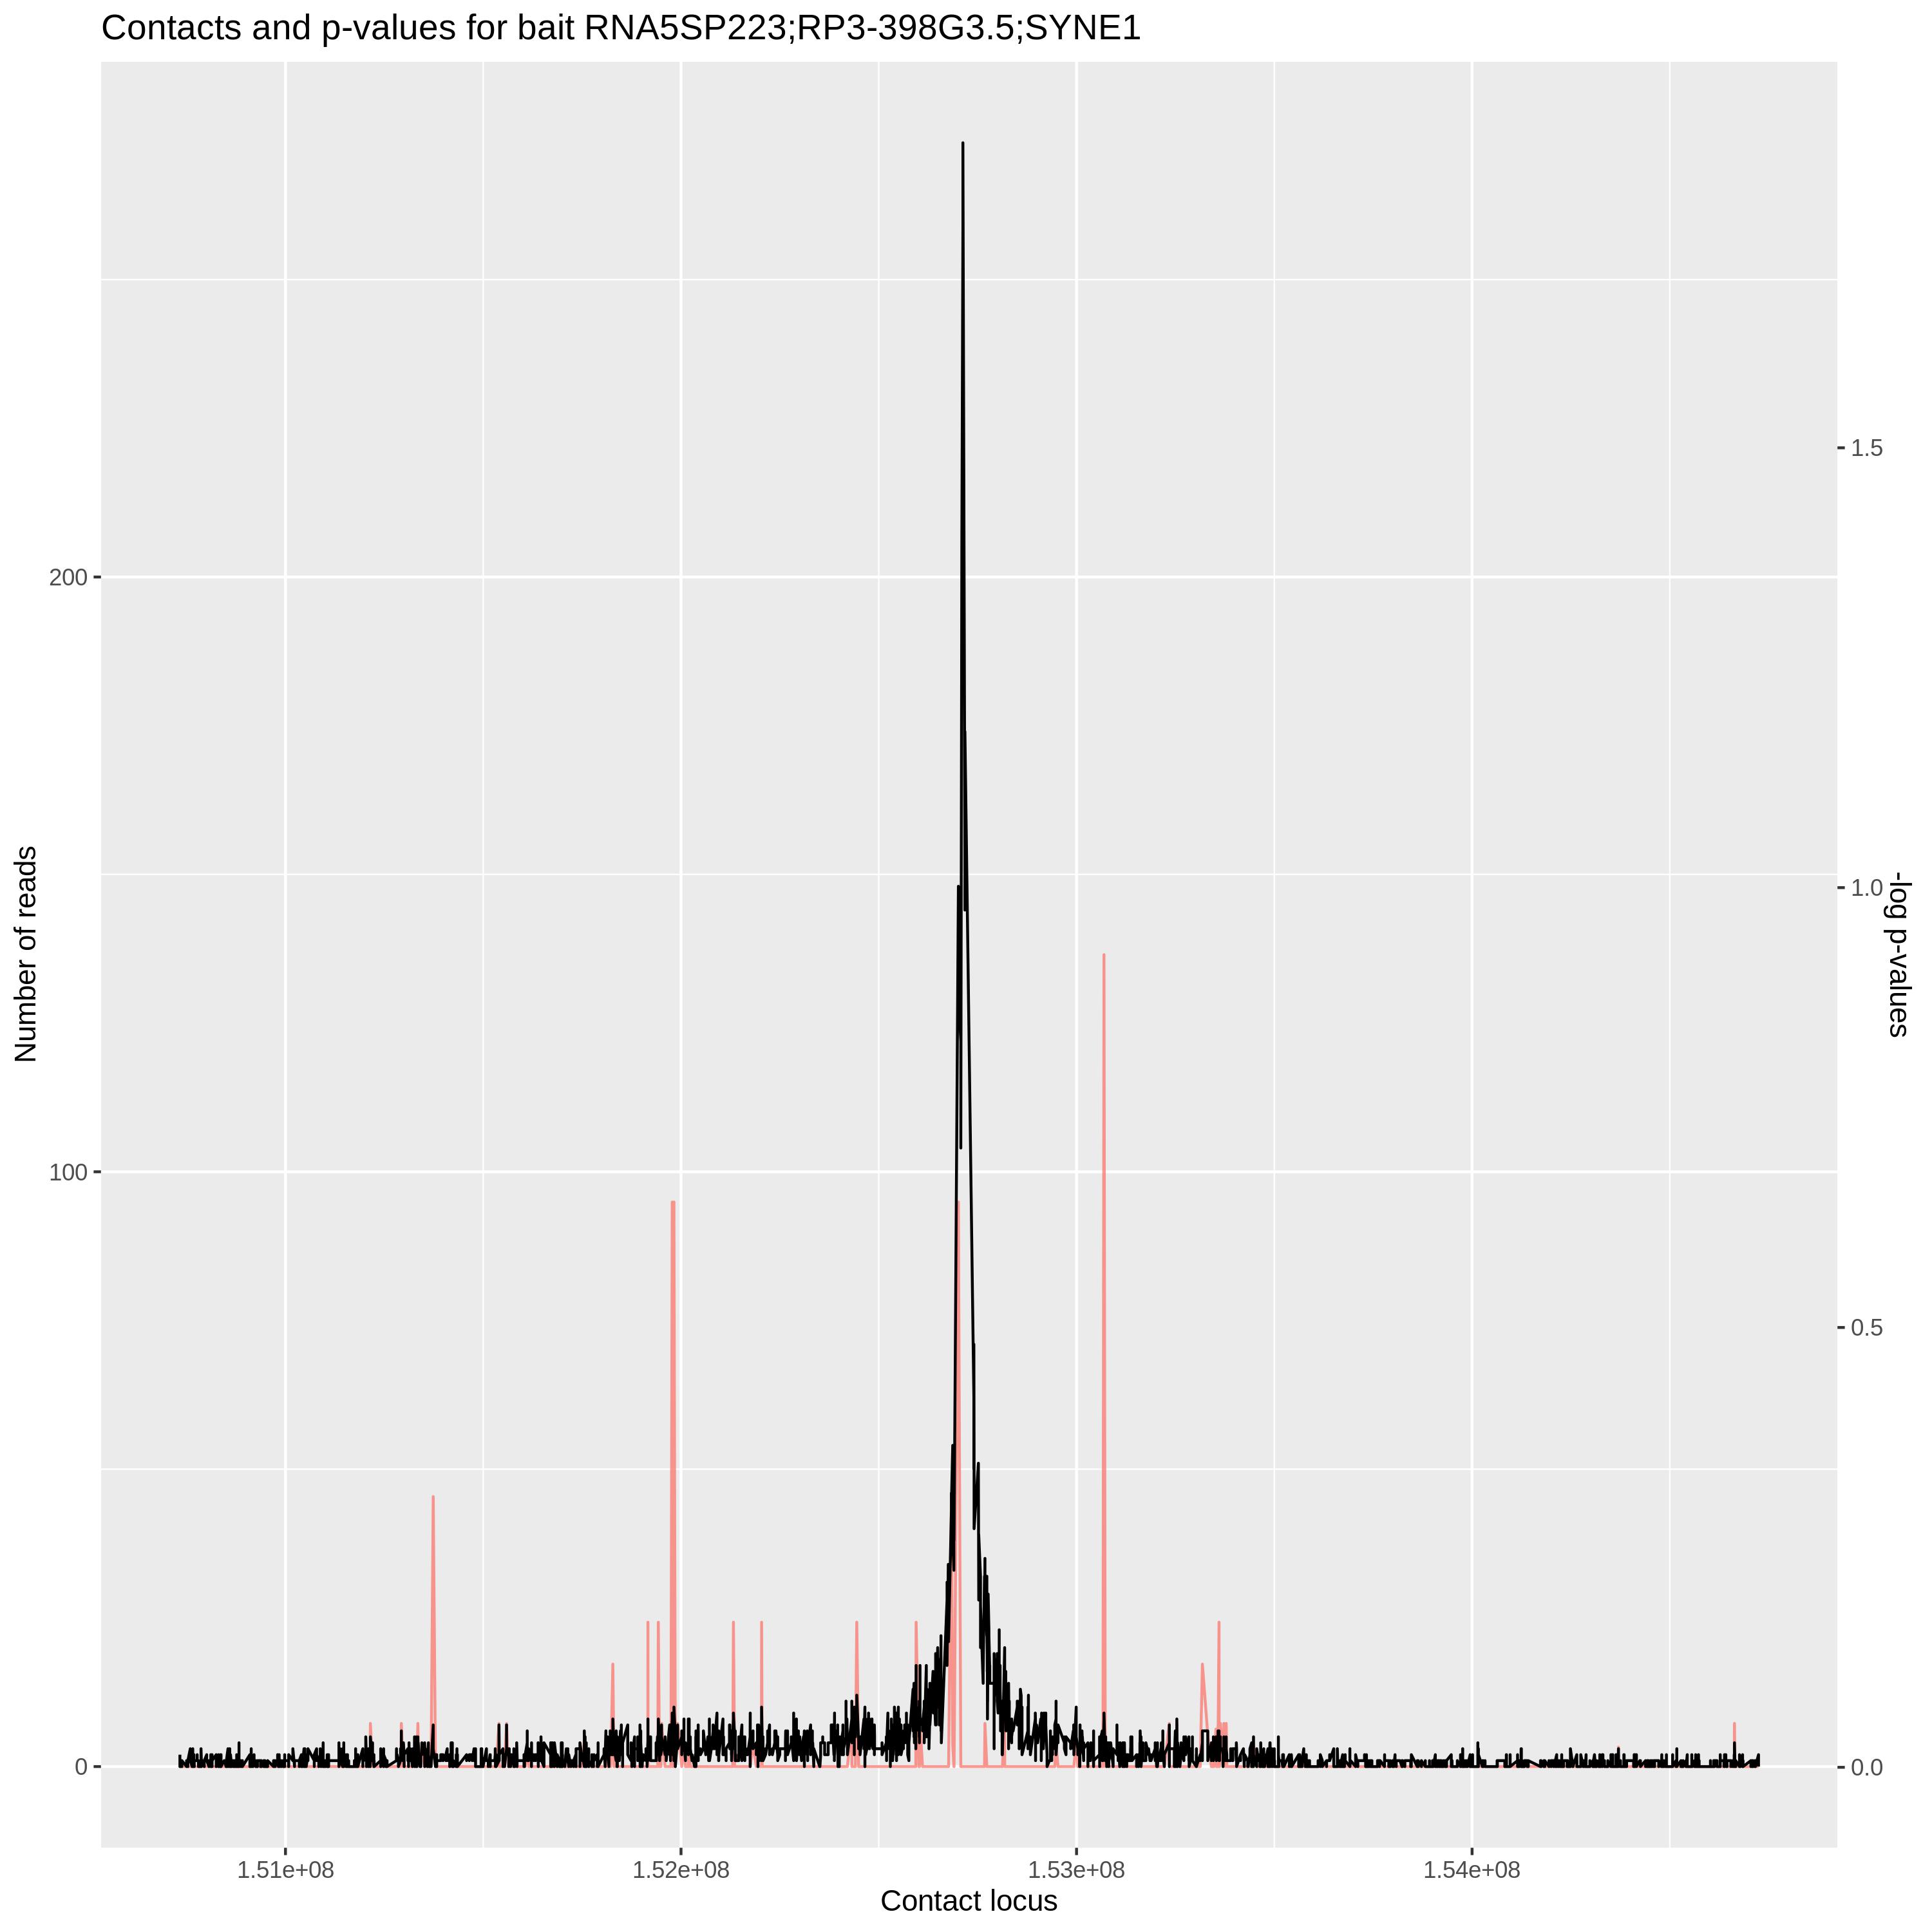 Contacts and p-values for bait RNA5SP223;RP3-398G3.5;SYNE1
Number of reads
200
100
0
1.5
1.0
0.5
0.0
-log p-values
1.51e+08
1.52e+08
1.53e+08
1.54e+08
Contact locus